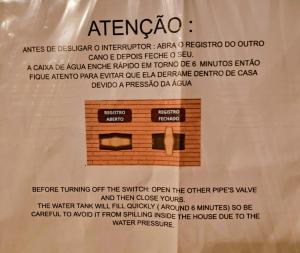 ATENÇÃO :
ANTES DE DESLIGAR O INTERRUPTOR : ABRA O REGISTRO DO OUTRO
CANO E DEPOIS FECHE O SEU.
A CAIXA DE ÁGUA ENCHE RÁPIDO EM TORNO DE 6 MINUTOS ENTÃO
FIQUE ATENTO PARA EVITAR QUE ELA DERRAME DENTRO DE CASA
DEVIDO A PRESSÃO DA ÁGUA
REGISTRO
ABERTO
REGISTRO
FECHADO
BEFORE TURNING OFF THE SWITCH: OPEN THE OTHER PIPE'S VALVE
AND THEN CLOSE YOURS.
THE WATER TANK WILL FILL QUICKLY ( AROUND 6 MINUTES) SO BE
CAREFUL TO AVOID IT FROM SPILLING INSIDE THE HOUSE DUE TO THE
WATER PRESSURE.